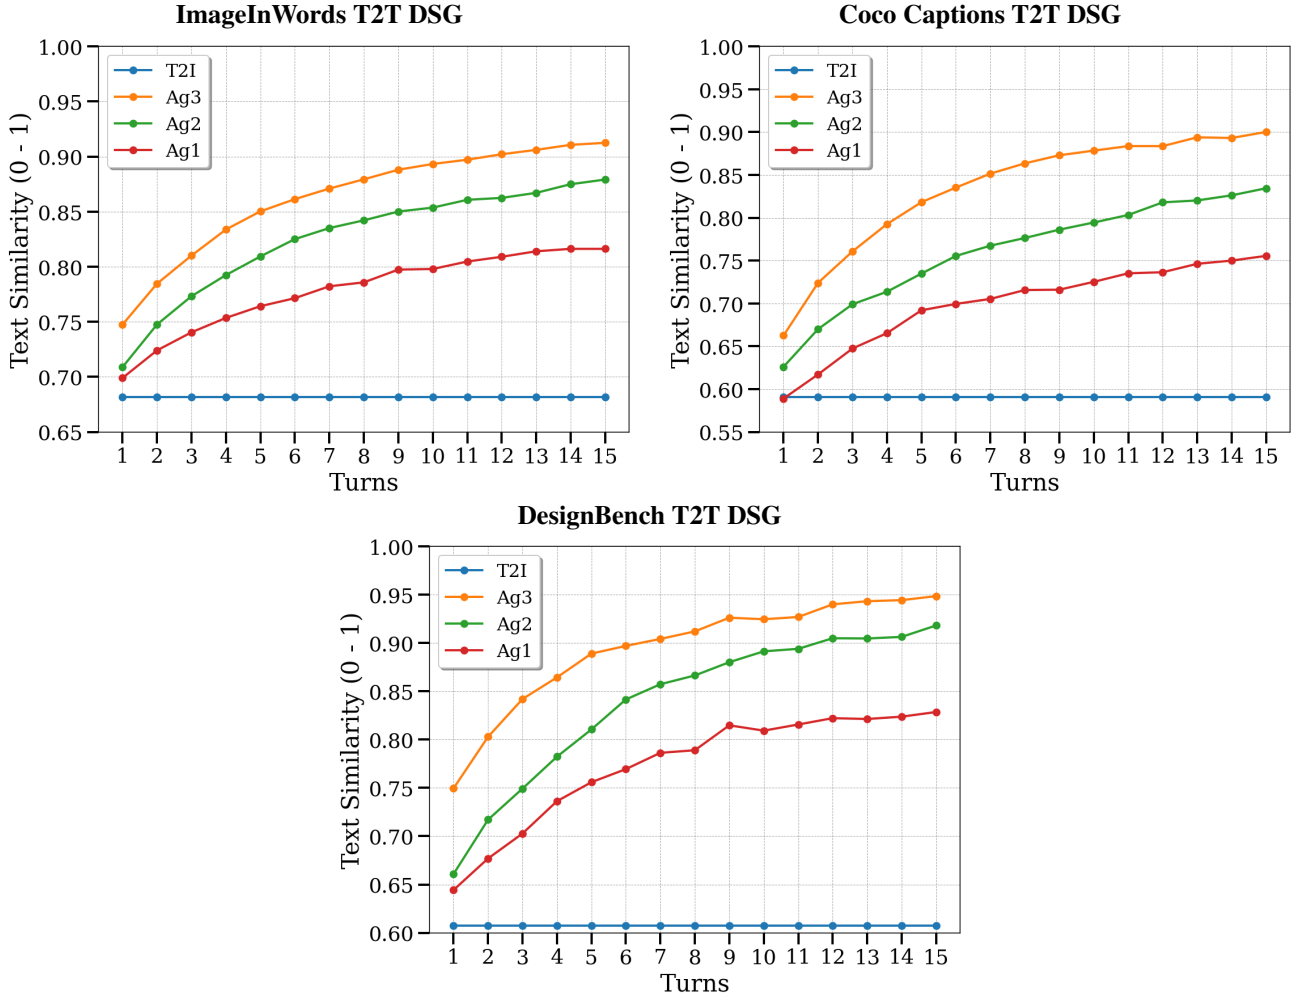 ImageInWords T2T DSG
1.00
0.95
0.90
0.85
0.80
0.75
0.70
0.65
Text Similarity (0 - 1)
T2I
Ag3
Ag2
Ag1
1 2 3 4 5 6 7 8 9 10 11 12 13 14 15
Turns
Coco Captions T2T DSG
1.00
0.95
0.90
0.85
0.80
0.75
0.70
0.65
0.60
0.55
Text Similarity (0 - 1)
T2I
Ag3
Ag2
Ag1
1 2 3 4 5 6 7 8 9 10 11 12 13 14 15
Turns
DesignBench T2T DSG
1.00
0.95
0.90
0.85
0.80
0.75
0.70
0.65
0.60
Text Similarity (0 - 1)
T2I
Ag3
Ag2
Ag1
1 2 3 4 5 6 7 8 9 10 11 12 13 14 15
Turns